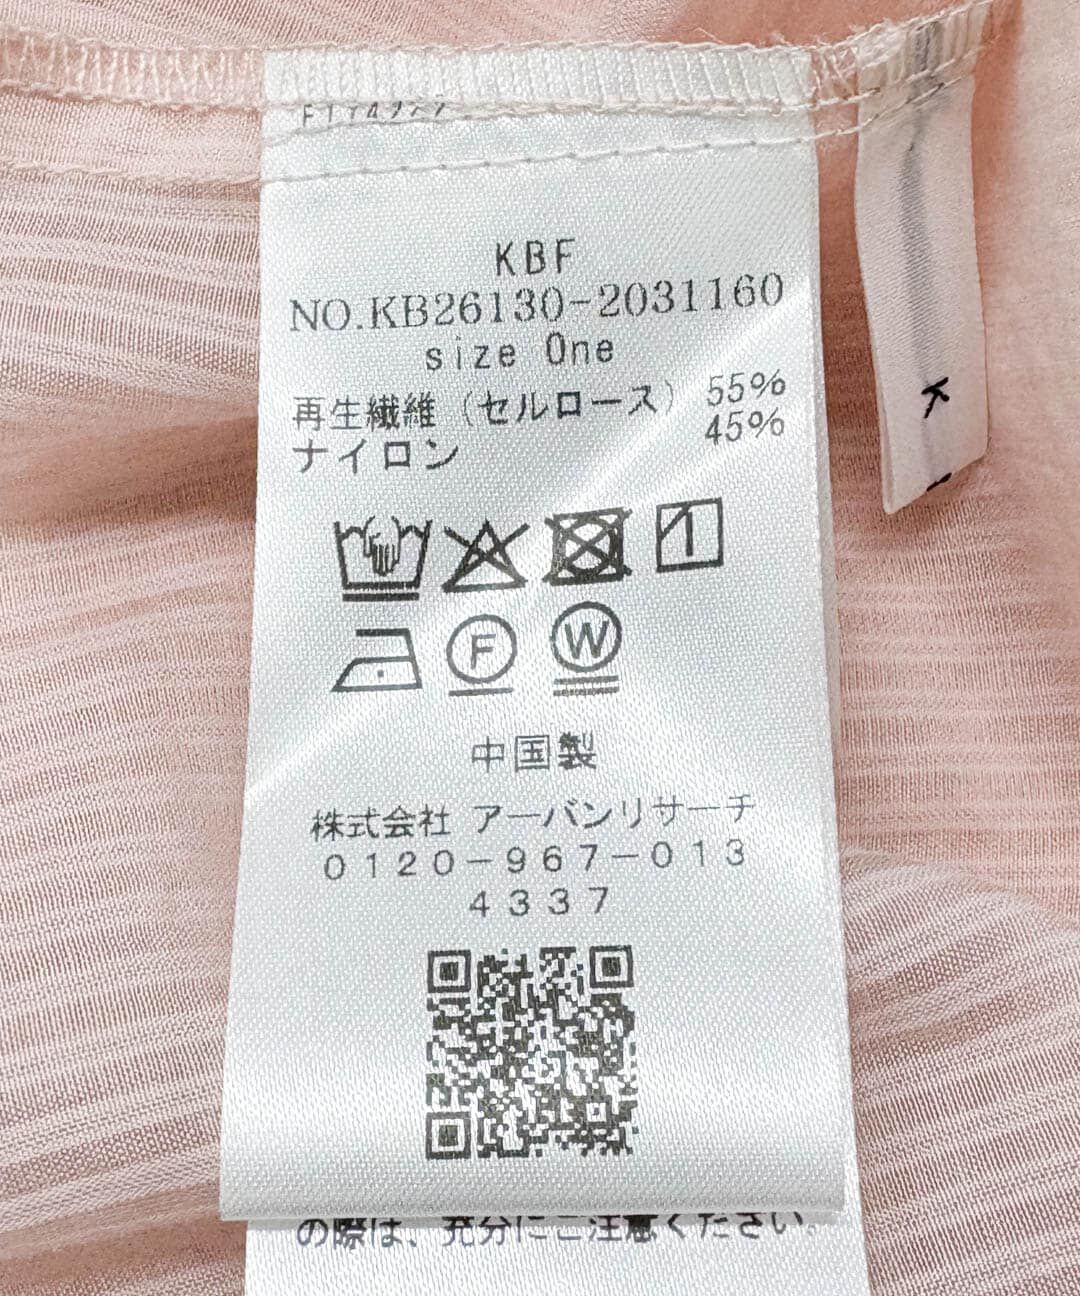 KBF
NO.KB26130-2031160
size One
再生繊維（セルロース） 55%
ナイロン 45%
F
W
中国製
株式会社 アーバンリサーチ
0120-967-013
4337
の際は、充分にご注意ください。